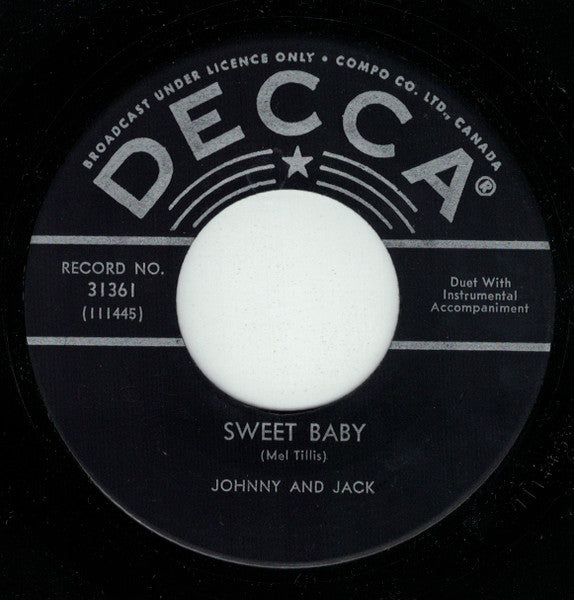 BROADCAST UNDER LICENCE ONLY • COMPO CO. LTD., CANADA
DECCA®
RECORD NO.
31361
(111445)
Duet With
Instrumental
Accompaniment
SWEET BABY
(Mel Tillis)
JOHNNY AND JACK